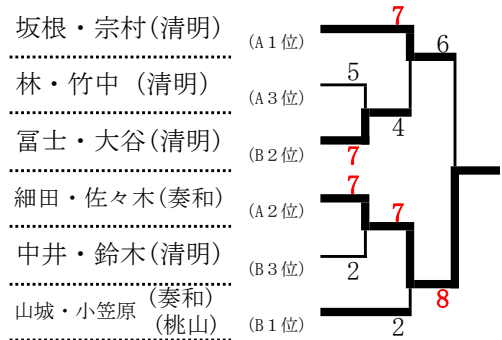 坂根・宗村(清明) (A1位) 7
6
林・竹中 (清明) (A3位) 5
4
冨士・大谷(清明) (B2位) 7
細田・佐々木(奏和) (A2位) 7
7
中井・鈴木(清明) (B3位) 2
8
山城・小笠原 (奏和)
(桃山) (B1位) 2